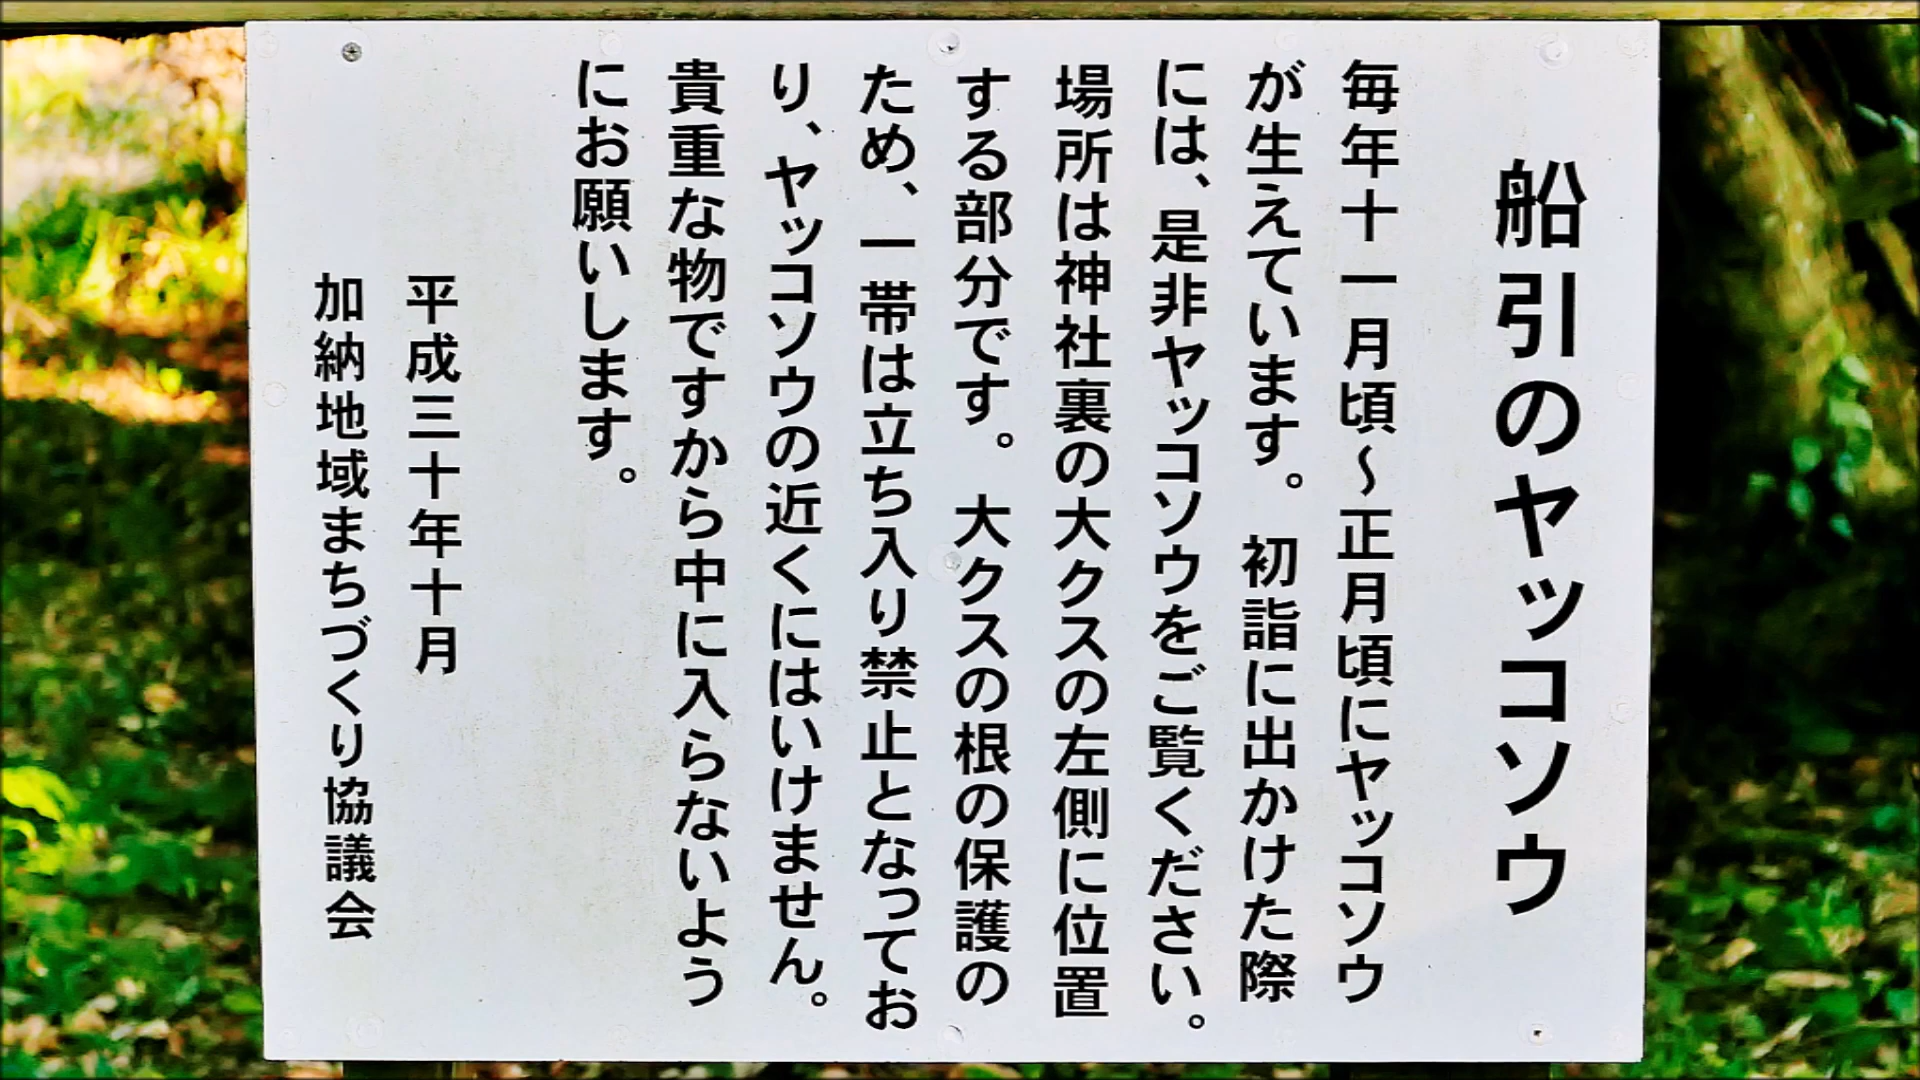 船引のヤッコソウ
毎年十一月頃～正月頃にヤッコソウ
が生えています。初詣に出かけた際
には、是非ヤッコソウをご覧ください。
場所は神社裏の大クスの左側に位置
する部分です。大クスの根の保護の
ため、一帯は立ち入り禁止となってお
り、ヤッコソウの近くにはいけません。
貴重な物ですから中に入らないよう
にお願いします。
平成三十年十月
加納地域まちづくり協議会